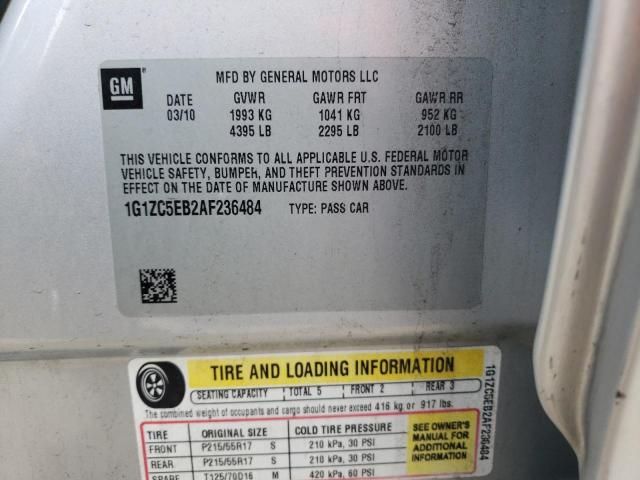 GM
MFD BY GENERAL MOTORS LLC
DATE GVWR GAWR FRT GAWR RR
03/10 1993 KG 1041 KG 952 KG
4395 LB 2295 LB 2100 LB
THIS VEHICLE CONFORMS TO ALL APPLICABLE U.S. FEDERAL MOTOR
VEHICLE SAFETY, BUMPER, AND THEFT PREVENTION STANDARDS IN
EFFECT ON THE DATE OF MANUFACTURE SHOWN ABOVE.
1G1ZC5EB2AF236484 TYPE: PASS CAR
TIRE AND LOADING INFORMATION
SEATING CAPACITY TOTAL 5 FRONT 2 REAR 3
The combined weight of occupants and cargo should never exceed 416 kg or 917 lbs.
TIRE ORIGINAL SIZE COLD TIRE PRESSURE
FRONT P215/55R17 S 210 kPa, 30 PSI
REAR P215/55R17 S 210 kPa, 30 PSI
SPARE T125/70D16 M 420 kPa, 60 PSI
SEE OWNER'S
MANUAL FOR
ADDITIONAL
INFORMATION
1G1ZC5EB2AF236484